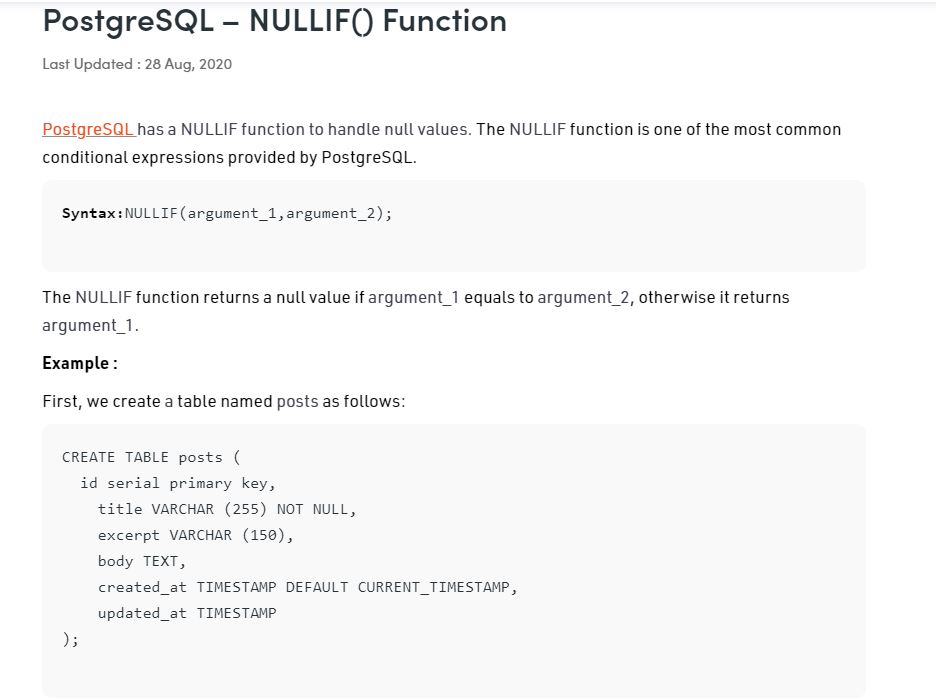 PostgreSQL – NULLIF() Function
Last Updated : 28 Aug, 2020
PostgreSQL has a NULLIF function to handle null values. The NULLIF function is one of the most common
conditional expressions provided by PostgreSQL.
Syntax:NULLIF(argument_1,argument_2);
The NULLIF function returns a null value if argument_1 equals to argument_2, otherwise it returns
argument_1.
Example :
First, we create a table named posts as follows:
CREATE TABLE posts (
  id serial primary key,
    title VARCHAR (255) NOT NULL,
    excerpt VARCHAR (150),
    body TEXT,
    created_at TIMESTAMP DEFAULT CURRENT_TIMESTAMP,
    updated_at TIMESTAMP
);